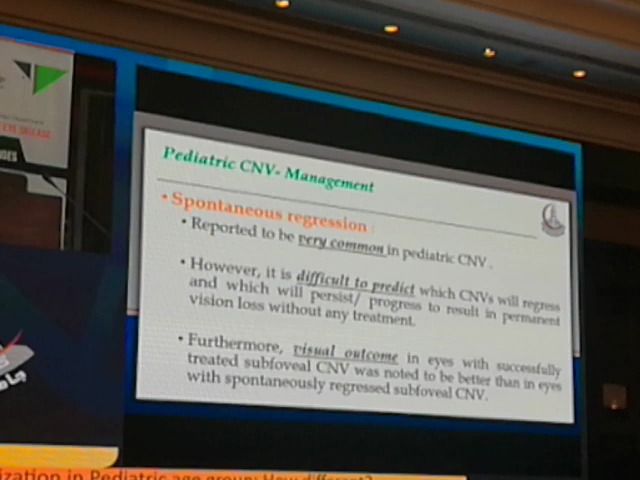 EYE DISEASE
Pediatric CNV- Management
• Spontaneous regression :
• Reported to be very common in pediatric CNV.
• However, it is difficult to predict which CNVs will regress
and which will persist/ progress to result in permanent
vision loss without any treatment.
• Furthermore, visual outcome in eyes with successfully
treated subfoveal CNV was noted to be better than in eyes
with spontaneously regressed subfoveal CNV.
ization in Pediatric age group: How different?